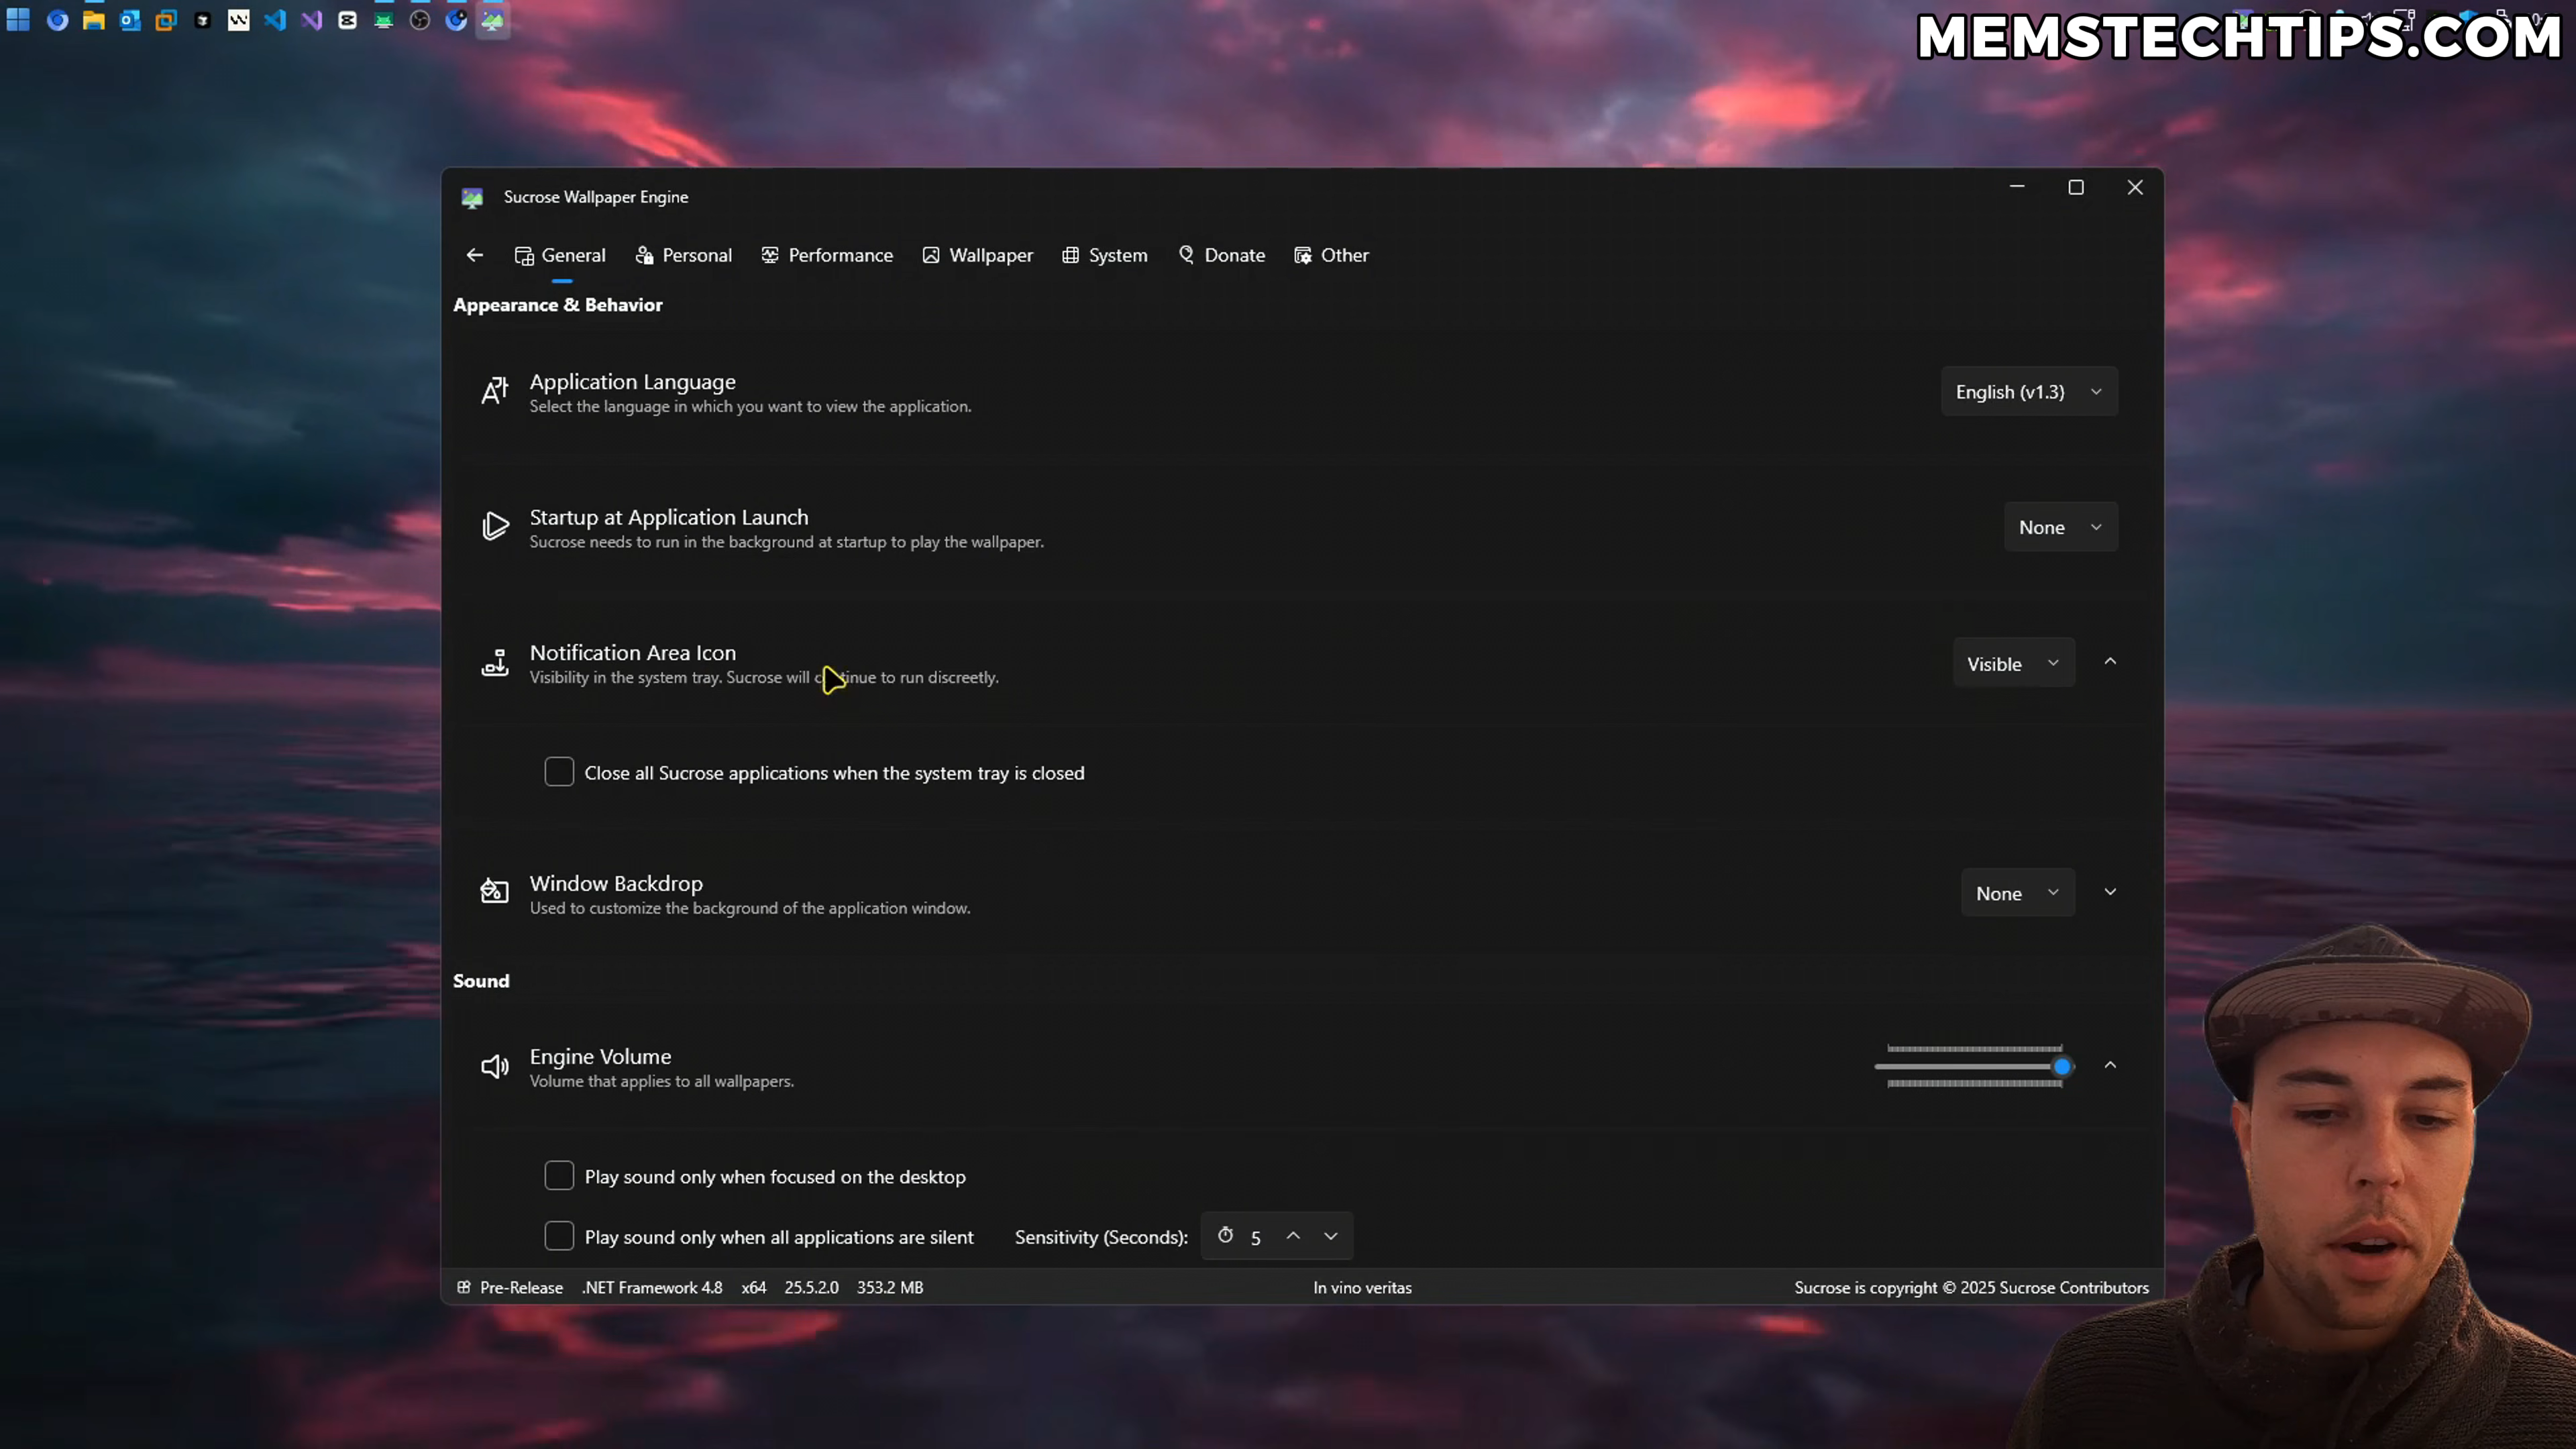 MEMSTECHTIPS.COM
Sucrose Wallpaper Engine
General Personal Performance Wallpaper System Donate Other
Appearance & Behavior
Application Language
Select the language in which you want to view the application.
English (v1.3)
Startup at Application Launch
Sucrose needs to run in the background at startup to play the wallpaper.
None
Notification Area Icon
Visibility in the system tray. Sucrose will to run discreetly.
Visible
Close all Sucrose applications when the system tray is closed
Window Backdrop
Used to customize the background of the application window.
None
Sound
Engine Volume
Volume that applies to all wallpapers.
Play sound only when focused on the desktop
Play sound only when all applications are silent Sensitivity (Seconds): 5
Pre-Release .NET Framework 4.8 x64 25.5.2.0 353.2 MB In vino veritas Sucrose is copyright © 2025 Sucrose Contributors